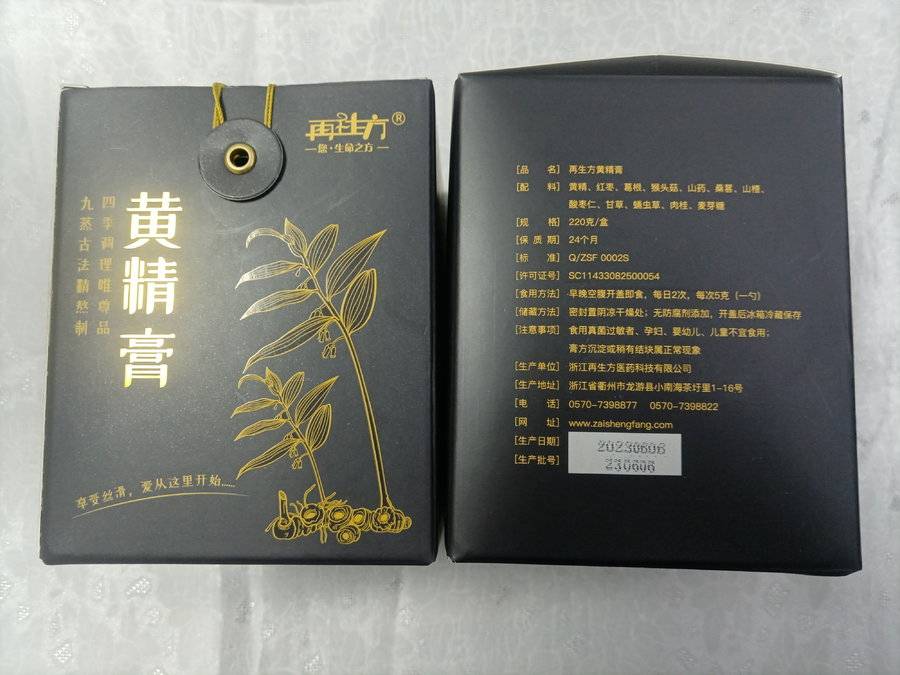 再生方®
—您·生命之方—
黄精膏
四季调理唯尊品
九蒸古法精熬制
享受丝滑，爱从这里开始......
[品 名] 再生方黄精膏
[配 料] 黄精、红枣、葛根、猴头菇、山药、桑葚、山楂、
酸枣仁、甘草、蛹虫草、肉桂、麦芽糖
[规 格] 220克/盒
[保 质 期] 24个月
[标 准] Q/ZSF 0002S
[许可证号] SC11433082500054
[食用方法] 早晚空腹开盖即食，每日2次，每次5克（一勺）
[储藏方法] 密封置阴凉干燥处；无防腐剂添加，开盖后冰箱冷藏保存
[注意事项] 食用真菌过敏者、孕妇、婴幼儿、儿童不宜食用；
膏方沉淀或稍有结块属正常现象
[生产单位] 浙江再生方医药科技有限公司
[生产地址] 浙江省衢州市龙游县小南海茶圩里1-16号
[电 话] 0570-7398877 0570-7398822
[网 址] www.zaishengfang.com
[生产日期] 20230606
[生产批号] 230606